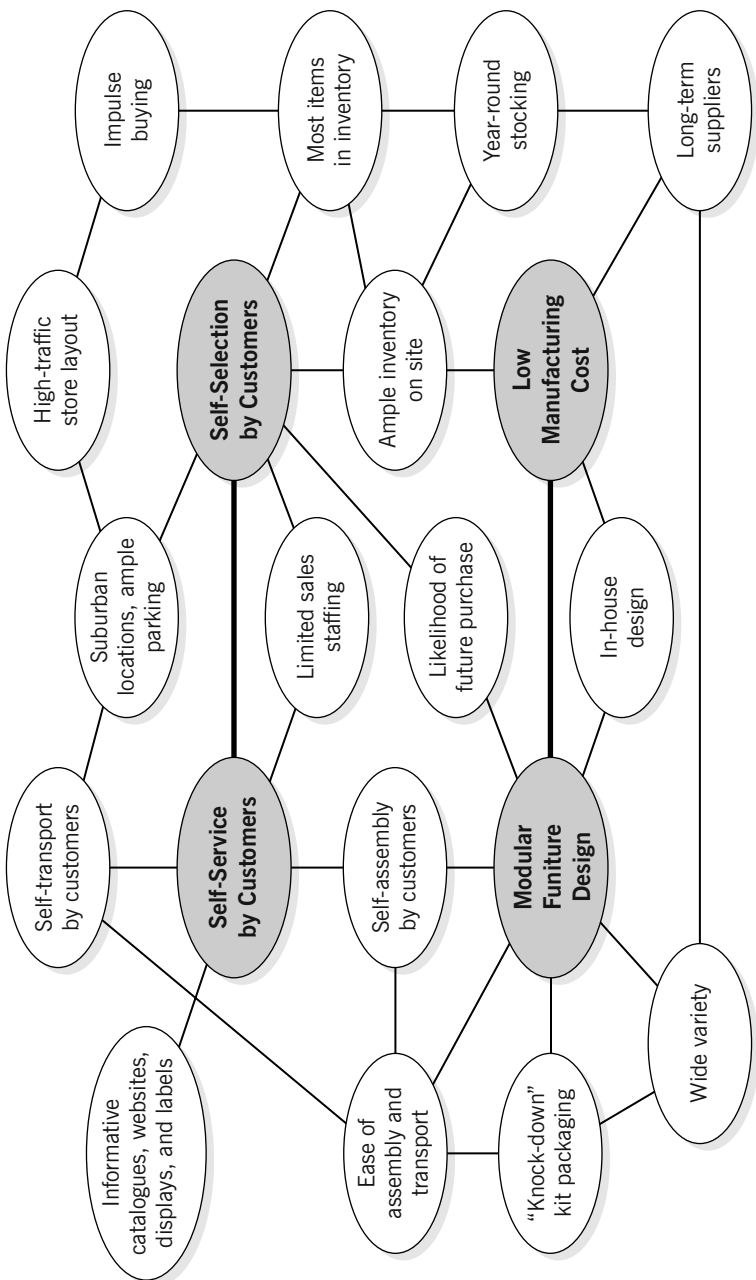 Informative
catalogues, websites,
displays, and labels
Self-transport
by customers
Suburban
locations, ample
parking
High-traffic
store layout
Impulse
buying
Self-Service
by Customers
Self-Selection
by Customers
Limited sales
staffing
Most items
in inventory
Ease of
assembly and
transport
Self-assembly
by customers
Likelihood of
future purchase
Ample inventory
on site
Year-round
stocking
"Knock-down"
kit packaging
Modular
Funiture
Design
In-house
design
Low
Manufacturing
Cost
Wide variety
Long-term
suppliers